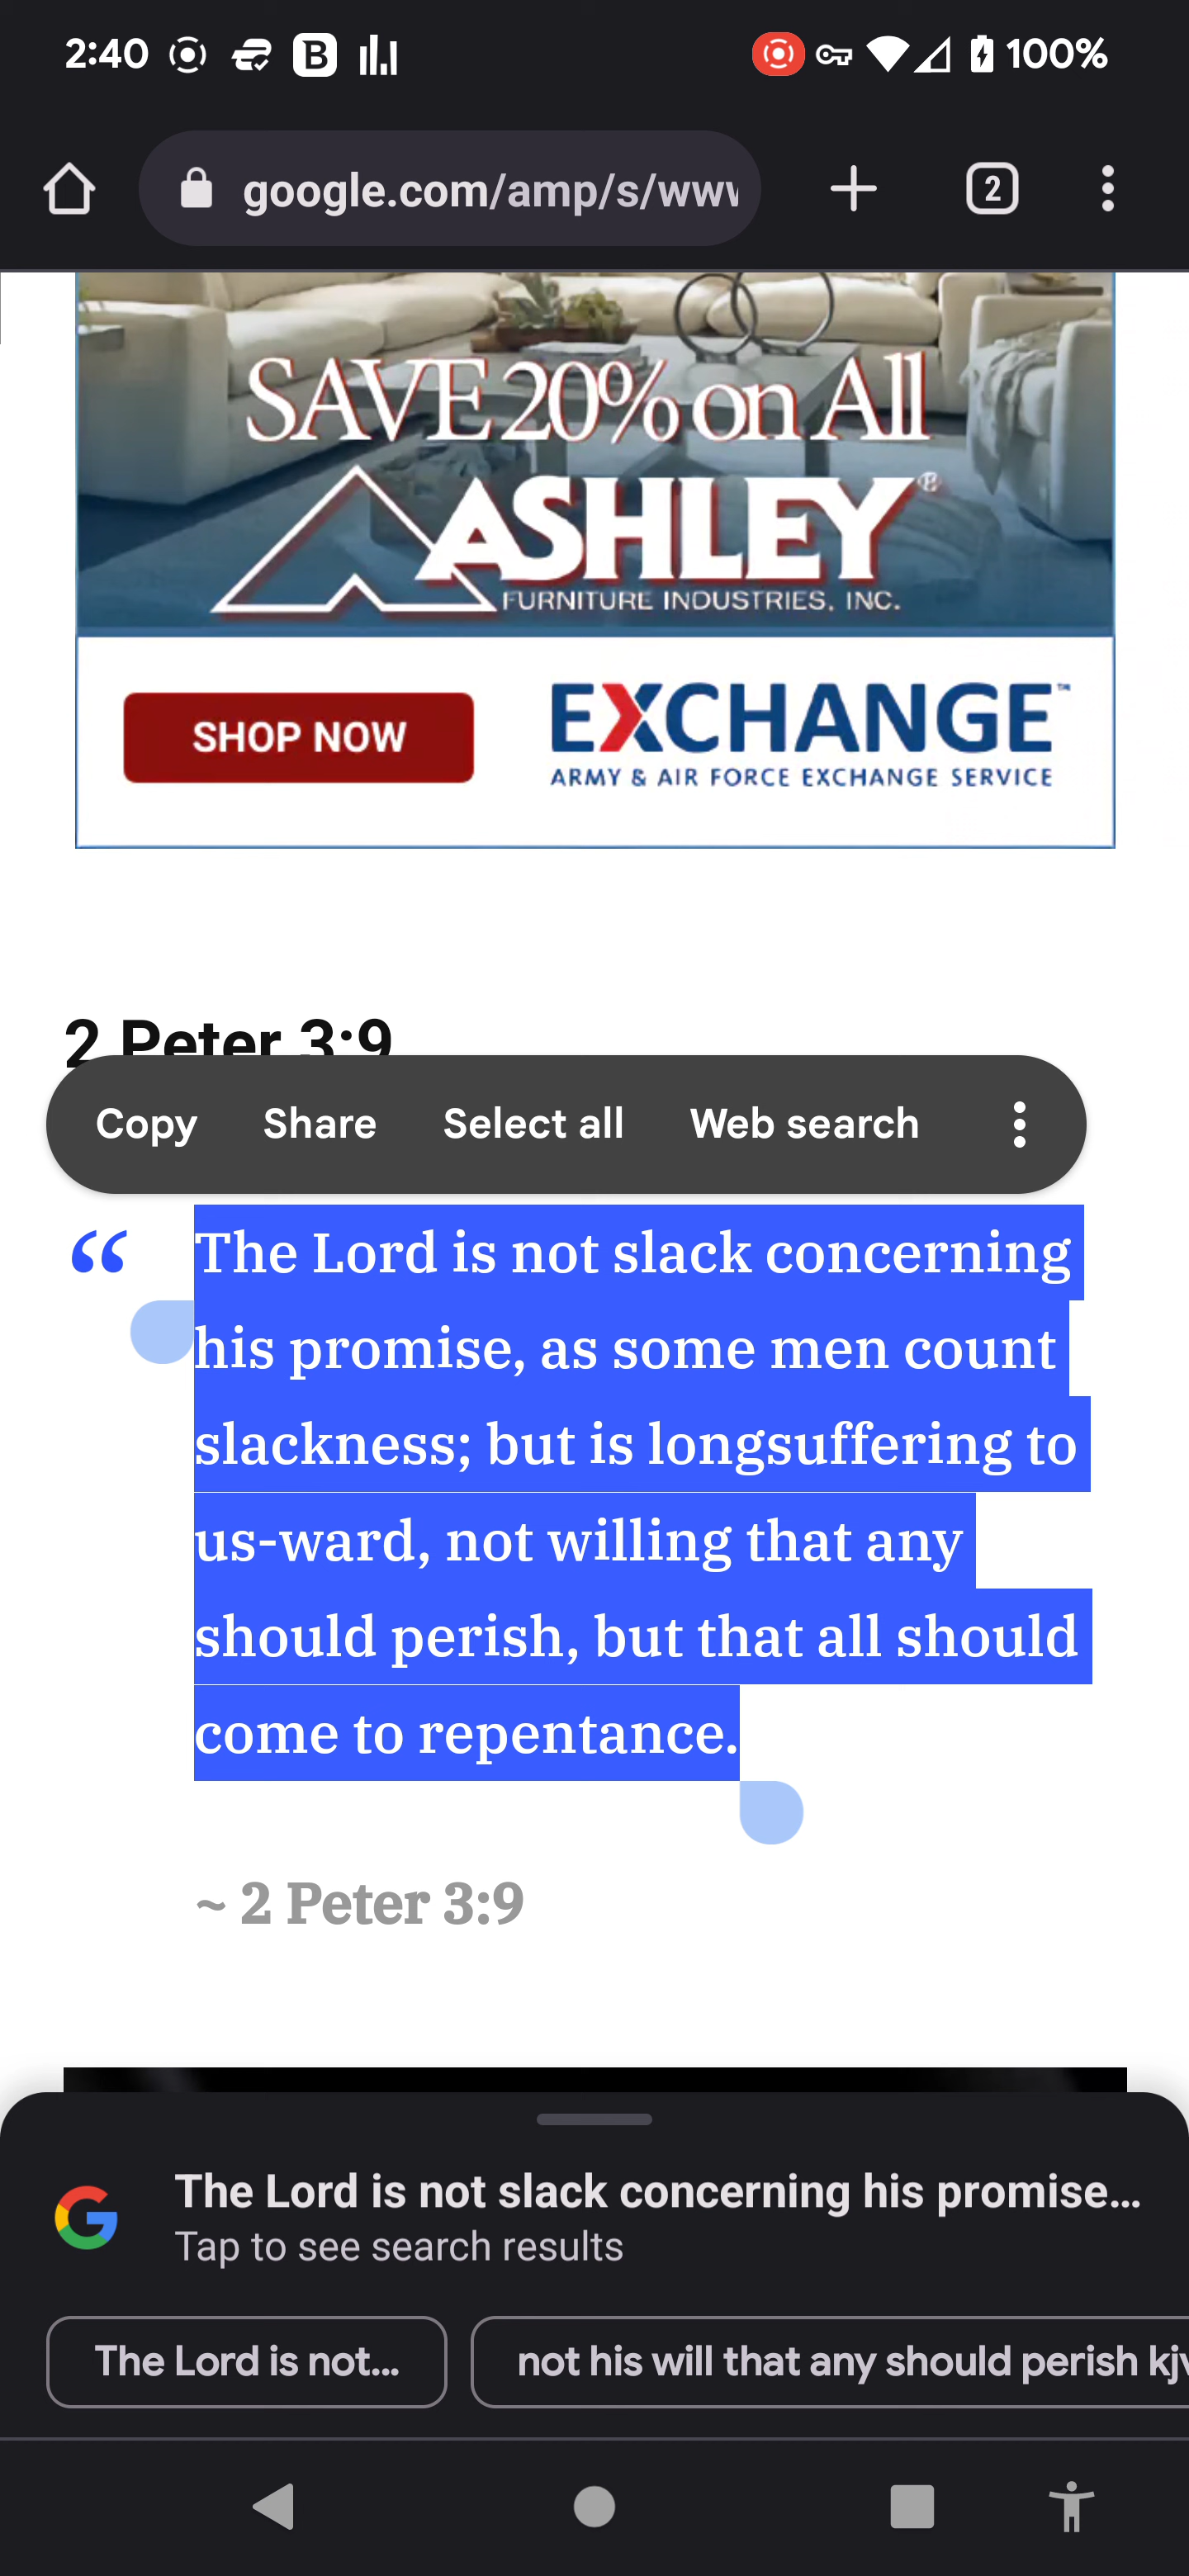 2:40
100%
google.com/amp/s/www
2
SAVE 20% on All
ASHLEY®
FURNITURE INDUSTRIES, INC.
SHOP NOW
EXCHANGE™
ARMY & AIR FORCE EXCHANGE SERVICE
2 Peter 3:9
Copy Share Select all Web search
“ The Lord is not slack concerning
his promise, as some men count
slackness; but is longsuffering to
us-ward, not willing that any
should perish, but that all should
come to repentance.
~ 2 Peter 3:9
The Lord is not slack concerning his promise...
Tap to see search results
The Lord is not... not his will that any should perish kjv